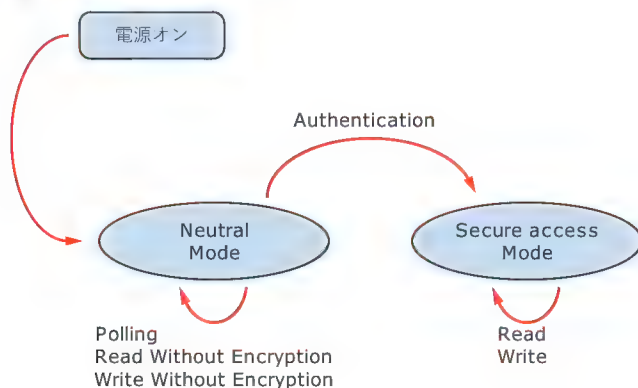 電源オン
Authentication
Neutral
Mode
Secure access
Mode
Polling
Read Without Encryption
Write Without Encryption
Read
Write